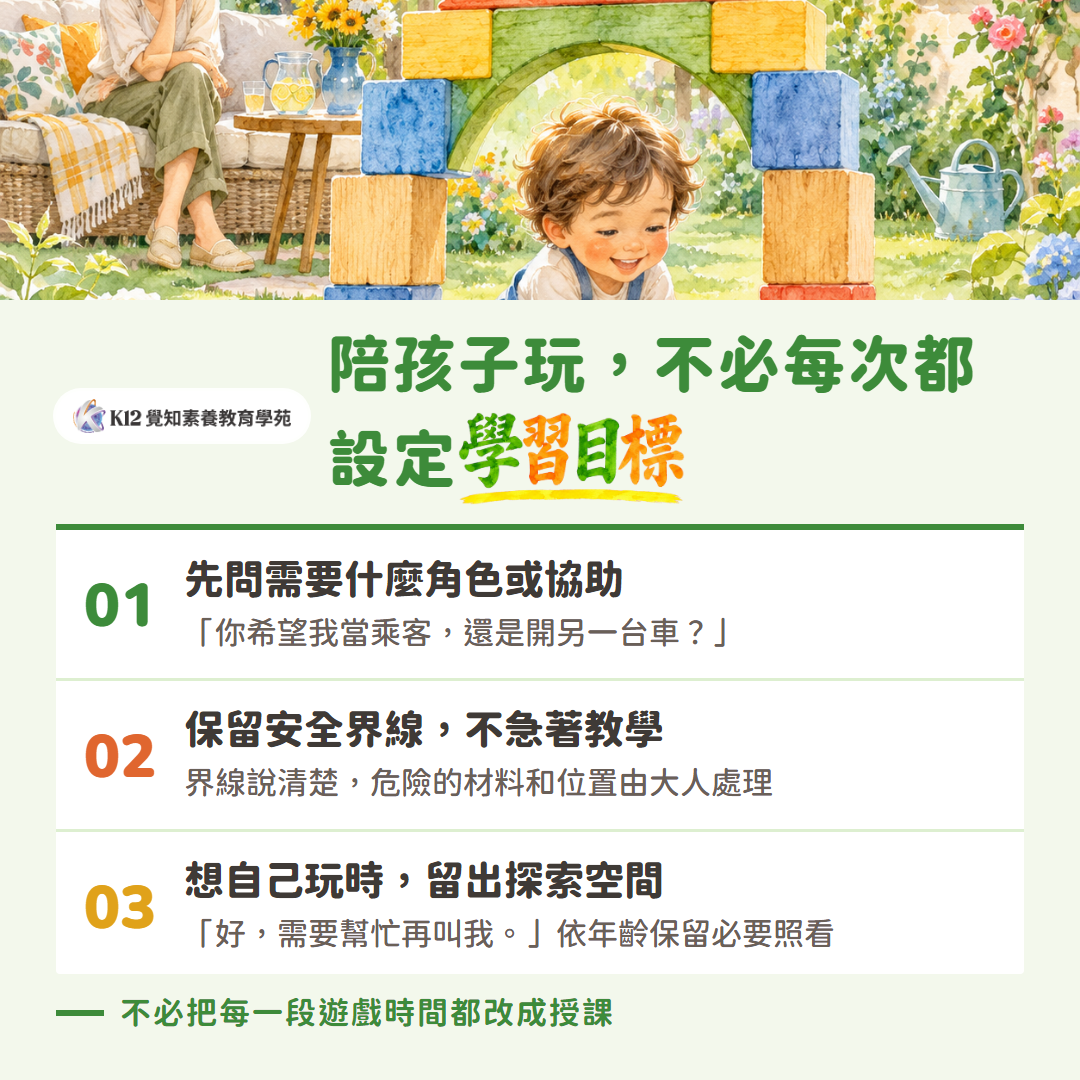 陪孩子玩，不必每次都
設定學習目標
K12 覺知素養教育學苑
01
先問需要什麼角色或協助
「你希望我當乘客，還是開另一台車？」
02
保留安全界線，不急著教學
界線說清楚，危險的材料和位置由大人處理
03
想自己玩時，留出探索空間
「好，需要幫忙再叫我。」依年齡保留必要照看
不必把每一段遊戲時間都改成授課